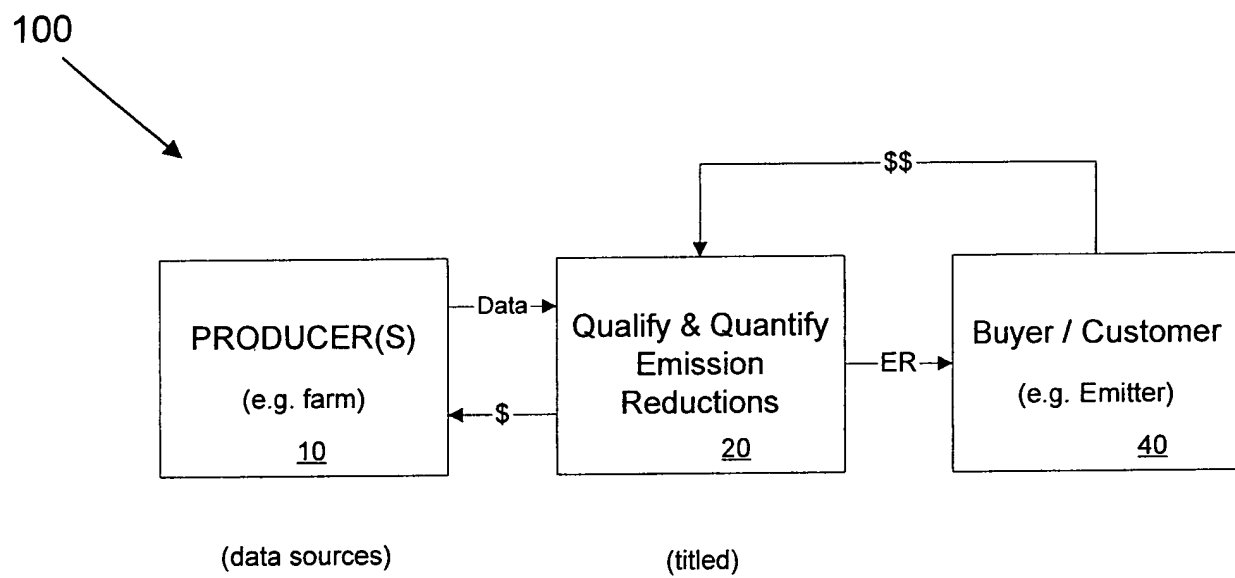 100
$$
PRODUCER(S)
(e.g. farm)
10
Data
$
Qualify & Quantify
Emission
Reductions
20
ER
Buyer / Customer
(e.g. Emitter)
40
(data sources)
(titled)